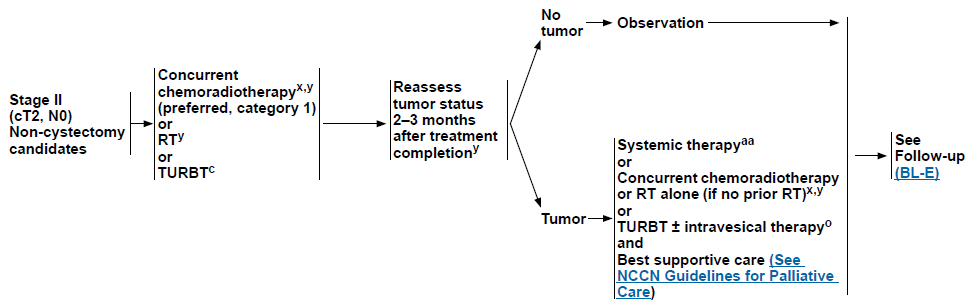 Stage II
(cT2, N0)
Non-cystectomy
candidates
Concurrent
chemoradiotherapyx,y
(preferred, category 1)
or
RTy
or
TURBTc
Reassess
tumor status
2–3 months
after treatment
completiony
No
tumor
Observation
Tumor
Systemic therapyaa
or
Concurrent chemoradiotherapy
or RT alone (if no prior RT)x,y
or
TURBT ± intravesical therapyo
and
Best supportive care (See
NCCN Guidelines for Palliative
Care)
See
Follow-up
(BL-E)